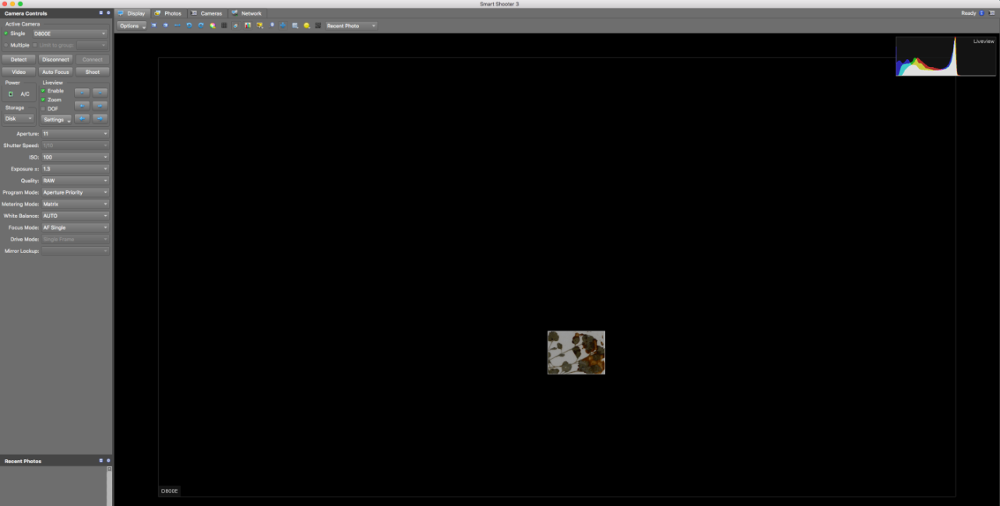 Smart Shooter 3
Camera Controls
Display Photos Cameras Network
Ready
Active Camera
Options
Recent Photo
Single D800E
Multiple Limit to group:
Liveview
Detect Disconnect Connect
Video Auto Focus Shoot
Power Liveview
Enable
A/C
Zoom
Storage
DOF
Disk
Settings
Aperture: 11
Shutter Speed: 1/10
ISO: 100
Exposure ±: 1.3
Quality: RAW
Program Mode: Aperture Priority
Metering Mode: Matrix
White Balance: AUTO
Focus Mode: AF Single
Drive Mode: Single Frame
Mirror Lockup:
Recent Photos
D800E